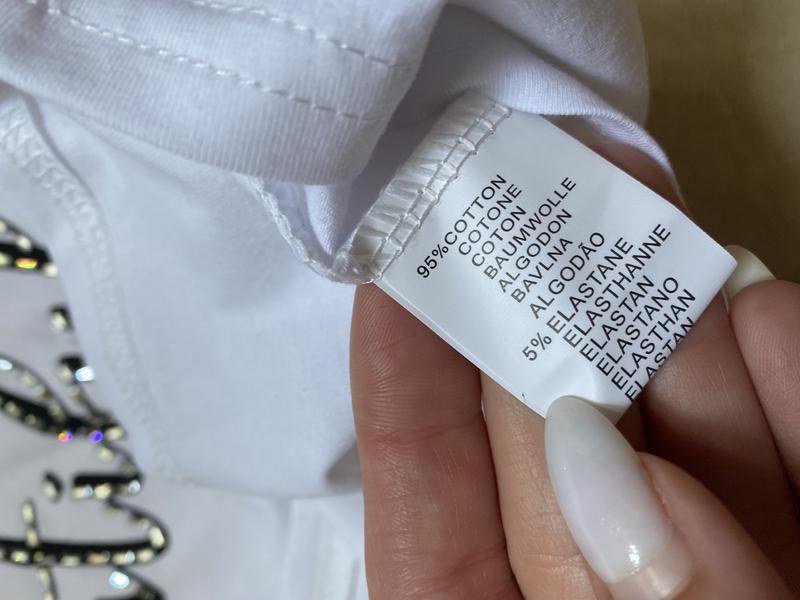 95%COTTON
COTONE
COTON
BAUMWOLLE
ALGODON
BAVLNA
ALGODÃO
5% ELASTANE
ELASTHANNE
ELASTAN
ELASTANO
ELASTHAN
ELASTAN